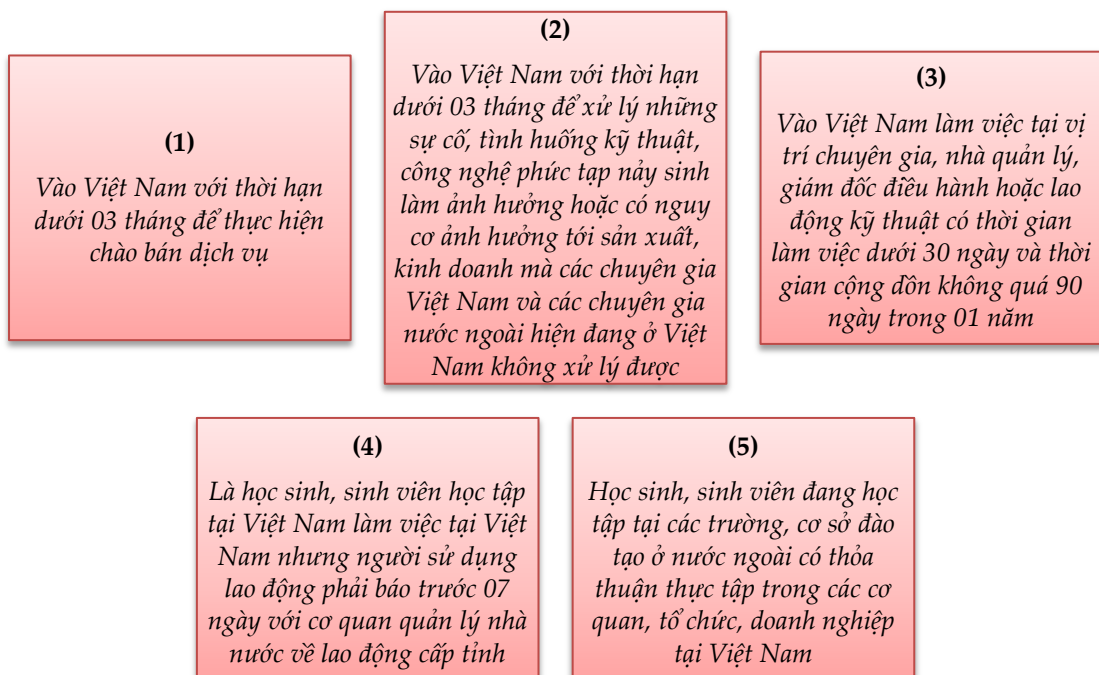 (1)
Vào Việt Nam với thời hạn
dưới 03 tháng để thực hiện
chào bán dịch vụ
(2)
Vào Việt Nam với thời hạn
dưới 03 tháng để xử lý những
sự cố, tình huống kỹ thuật,
công nghệ phức tạp nảy sinh
làm ảnh hưởng hoặc có nguy
cơ ảnh hưởng tới sản xuất,
kinh doanh mà các chuyên gia
Việt Nam và các chuyên gia
nước ngoài hiện đang ở Việt
Nam không xử lý được
(3)
Vào Việt Nam làm việc tại vị
trí chuyên gia, nhà quản lý,
giám đốc điều hành hoặc lao
động kỹ thuật có thời gian
làm việc dưới 30 ngày và thời
gian cộng dồn không quá 90
ngày trong 01 năm
(4)
Là học sinh, sinh viên học tập
tại Việt Nam làm việc tại Việt
Nam nhưng người sử dụng
lao động phải báo trước 07
ngày với cơ quan quản lý nhà
nước về lao động cấp tỉnh
(5)
Học sinh, sinh viên đang học
tập tại các trường, cơ sở đào
tạo ở nước ngoài có thỏa
thuận thực tập trong các cơ
quan, tổ chức, doanh nghiệp
tại Việt Nam